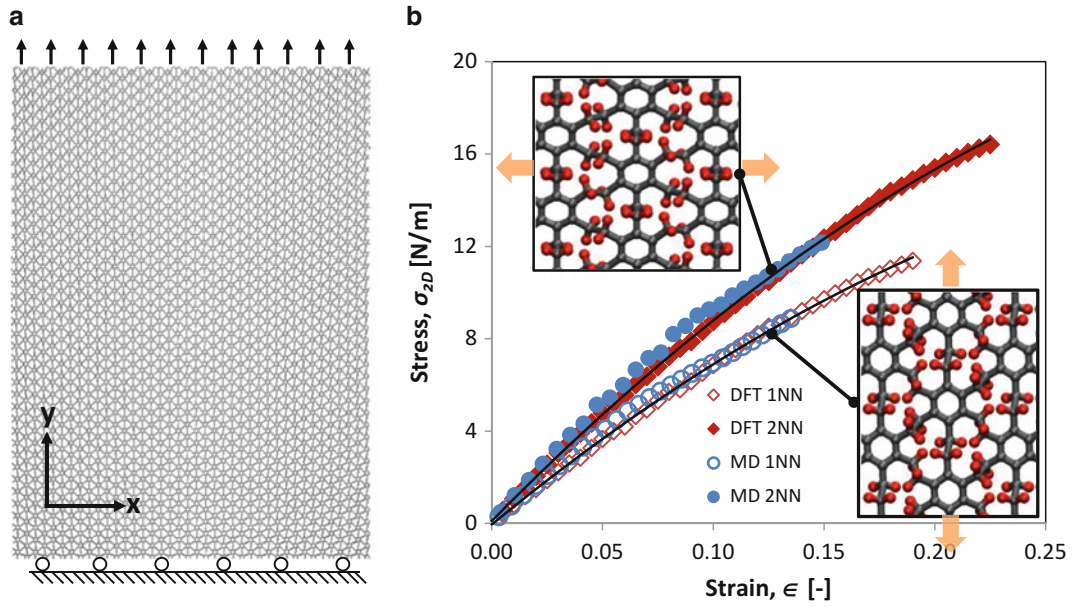 a
b
y
x
20
16
12
8
4
0
Stress, σ2D [N/m]
DFT 1NN
DFT 2NN
MD 1NN
MD 2NN
0.00 0.05 0.10 0.15 0.20 0.25
Strain, ϵ [-]